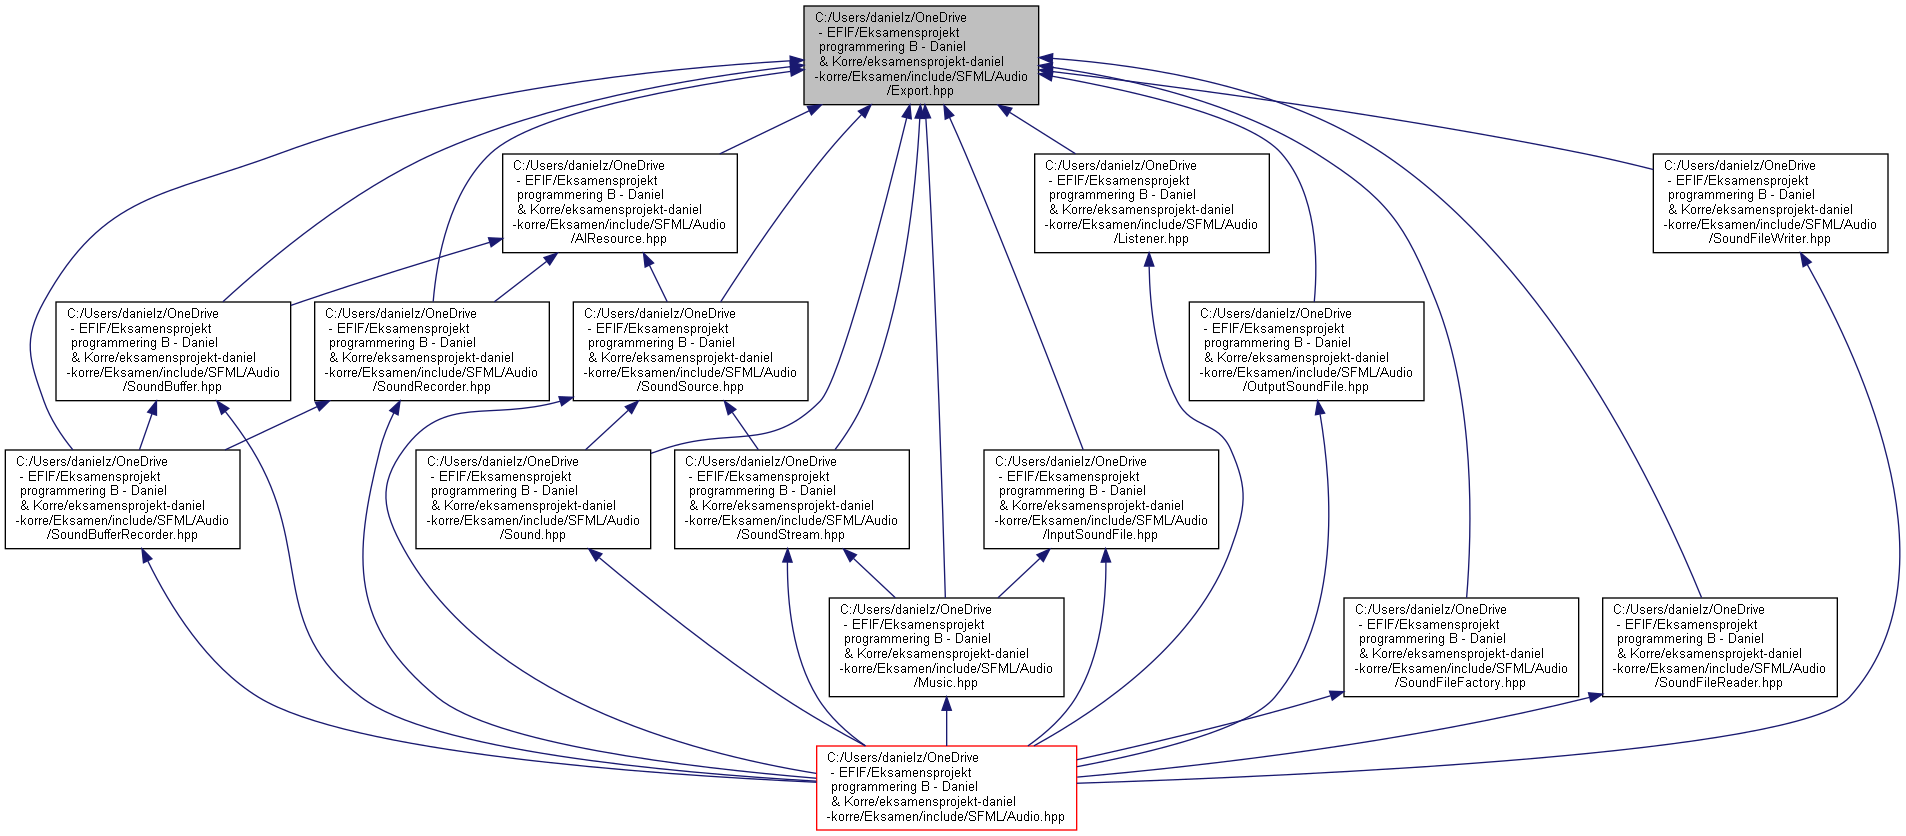 C:/Users/danielz/OneDrive
- EFIF/Eksamensprojekt
programmering B - Daniel
& Korre/eksamensprojekt-daniel
-korre/Eksamen/include/SFML/Audio
/Export.hpp
C:/Users/danielz/OneDrive
- EFIF/Eksamensprojekt
programmering B - Daniel
& Korre/eksamensprojekt-daniel
-korre/Eksamen/include/SFML/Audio
/AlResource.hpp
C:/Users/danielz/OneDrive
- EFIF/Eksamensprojekt
programmering B - Daniel
& Korre/eksamensprojekt-daniel
-korre/Eksamen/include/SFML/Audio
/Listener.hpp
C:/Users/danielz/OneDrive
- EFIF/Eksamensprojekt
programmering B - Daniel
& Korre/eksamensprojekt-daniel
-korre/Eksamen/include/SFML/Audio
/SoundFileWriter.hpp
C:/Users/danielz/OneDrive
- EFIF/Eksamensprojekt
programmering B - Daniel
& Korre/eksamensprojekt-daniel
-korre/Eksamen/include/SFML/Audio
/SoundBuffer.hpp
C:/Users/danielz/OneDrive
- EFIF/Eksamensprojekt
programmering B - Daniel
& Korre/eksamensprojekt-daniel
-korre/Eksamen/include/SFML/Audio
/SoundRecorder.hpp
C:/Users/danielz/OneDrive
- EFIF/Eksamensprojekt
programmering B - Daniel
& Korre/eksamensprojekt-daniel
-korre/Eksamen/include/SFML/Audio
/SoundSource.hpp
C:/Users/danielz/OneDrive
- EFIF/Eksamensprojekt
programmering B - Daniel
& Korre/eksamensprojekt-daniel
-korre/Eksamen/include/SFML/Audio
/OutputSoundFile.hpp
C:/Users/danielz/OneDrive
- EFIF/Eksamensprojekt
programmering B - Daniel
& Korre/eksamensprojekt-daniel
-korre/Eksamen/include/SFML/Audio
/SoundBufferRecorder.hpp
C:/Users/danielz/OneDrive
- EFIF/Eksamensprojekt
programmering B - Daniel
& Korre/eksamensprojekt-daniel
-korre/Eksamen/include/SFML/Audio
/Sound.hpp
C:/Users/danielz/OneDrive
- EFIF/Eksamensprojekt
programmering B - Daniel
& Korre/eksamensprojekt-daniel
-korre/Eksamen/include/SFML/Audio
/SoundStream.hpp
C:/Users/danielz/OneDrive
- EFIF/Eksamensprojekt
programmering B - Daniel
& Korre/eksamensprojekt-daniel
-korre/Eksamen/include/SFML/Audio
/InputSoundFile.hpp
C:/Users/danielz/OneDrive
- EFIF/Eksamensprojekt
programmering B - Daniel
& Korre/eksamensprojekt-daniel
-korre/Eksamen/include/SFML/Audio
/Music.hpp
C:/Users/danielz/OneDrive
- EFIF/Eksamensprojekt
programmering B - Daniel
& Korre/eksamensprojekt-daniel
-korre/Eksamen/include/SFML/Audio
/SoundFileFactory.hpp
C:/Users/danielz/OneDrive
- EFIF/Eksamensprojekt
programmering B - Daniel
& Korre/eksamensprojekt-daniel
-korre/Eksamen/include/SFML/Audio
/SoundFileReader.hpp
C:/Users/danielz/OneDrive
- EFIF/Eksamensprojekt
programmering B - Daniel
& Korre/eksamensprojekt-daniel
-korre/Eksamen/include/SFML/Audio.hpp